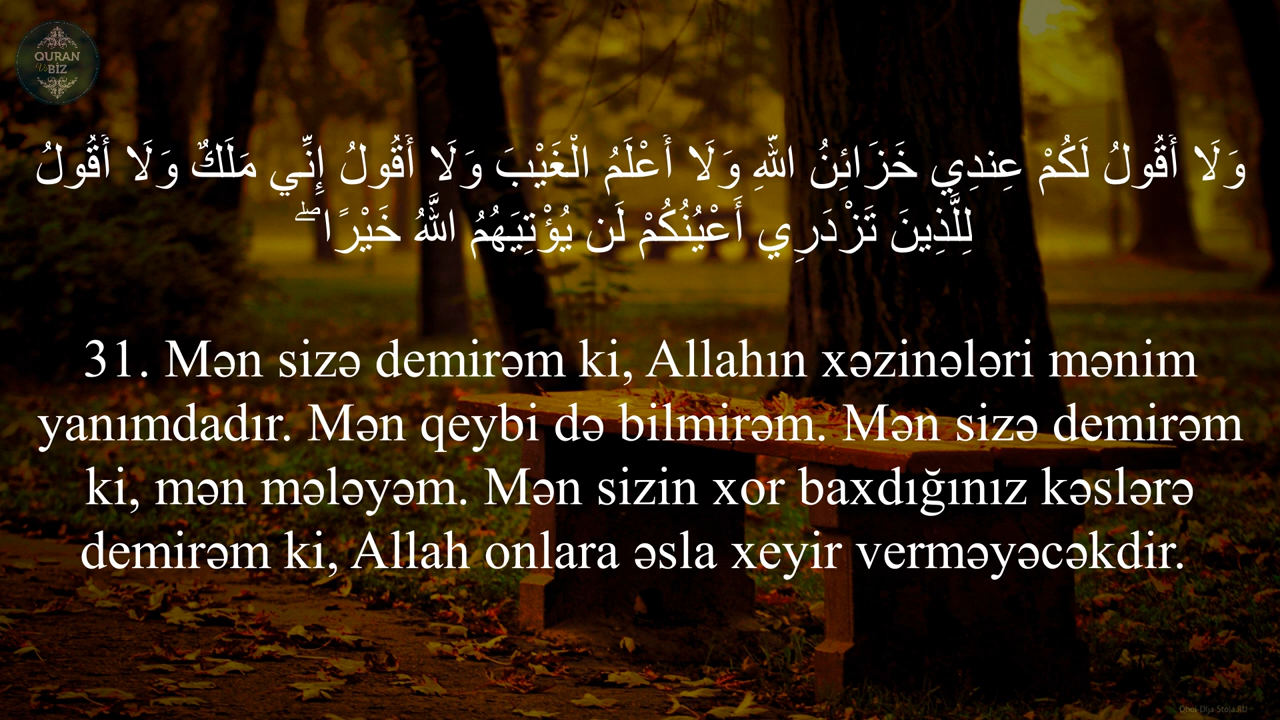 QURAN
Və
BİZ
وَلَا أَقُولُ لَكُمْ عِندِي خَزَائِنُ اللَّهِ وَلَا أَعْلَمُ الْغَيْبَ وَلَا أَقُولُ إِنِّي مَلَكٌ وَلَا أَقُولُ
لِلَّذِينَ تَزْدَرِي أَعْيُنُكُمْ لَن يُؤْتِيَهُمُ اللَّهُ خَيْرًا ۖ
31. Mən sizə demirəm ki, Allahın xəzinələri mənim
yanımdadır. Mən qeybi də bilmirəm. Mən sizə demirəm
ki, mən mələyəm. Mən sizin xor baxdığınız kəslərə
demirəm ki, Allah onlara əsla xeyir verməyəcəkdir.